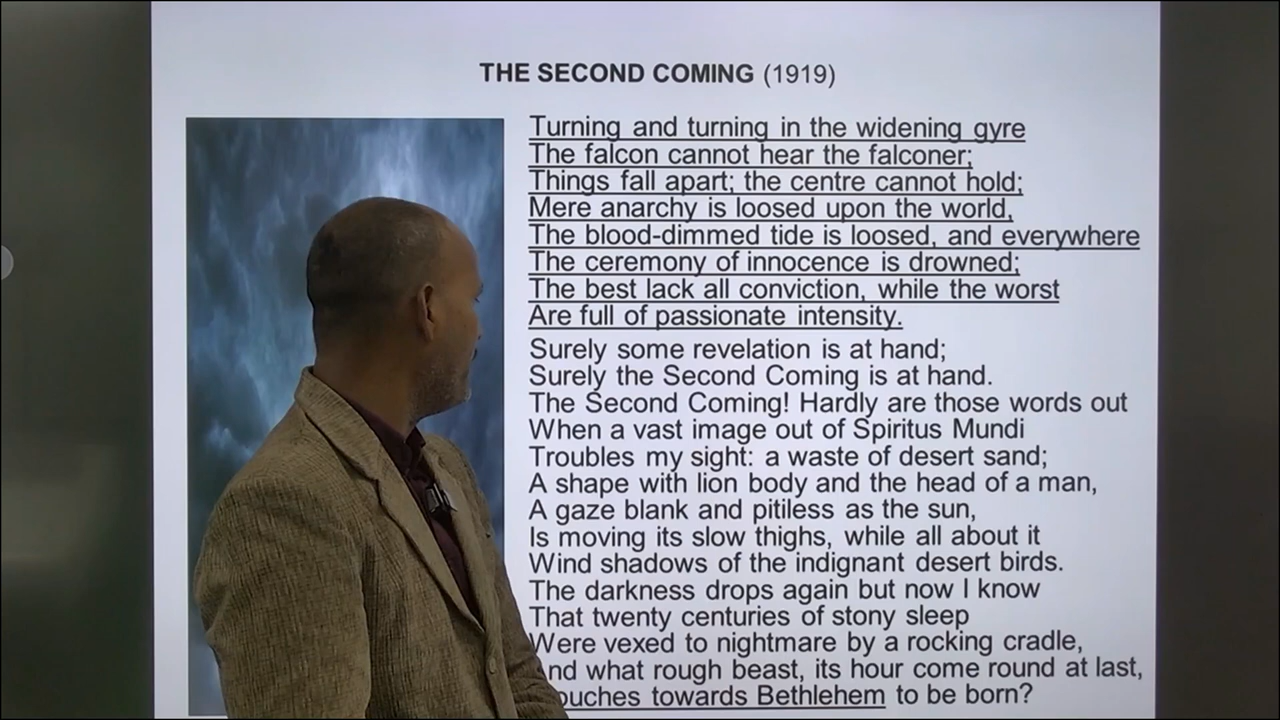 THE SECOND COMING (1919)
Turning and turning in the widening gyre
The falcon cannot hear the falconer;
Things fall apart; the centre cannot hold;
Mere anarchy is loosed upon the world,
The blood-dimmed tide is loosed, and everywhere
The ceremony of innocence is drowned;
The best lack all conviction, while the worst
Are full of passionate intensity.
Surely some revelation is at hand;
Surely the Second Coming is at hand.
The Second Coming! Hardly are those words out
When a vast image out of Spiritus Mundi
Troubles my sight: a waste of desert sand;
A shape with lion body and the head of a man,
A gaze blank and pitiless as the sun,
Is moving its slow thighs, while all about it
Wind shadows of the indignant desert birds.
The darkness drops again but now I know
That twenty centuries of stony sleep
Were vexed to nightmare by a rocking cradle,
what rough beast, its hour come round at last,
towards Bethlehem to be born?